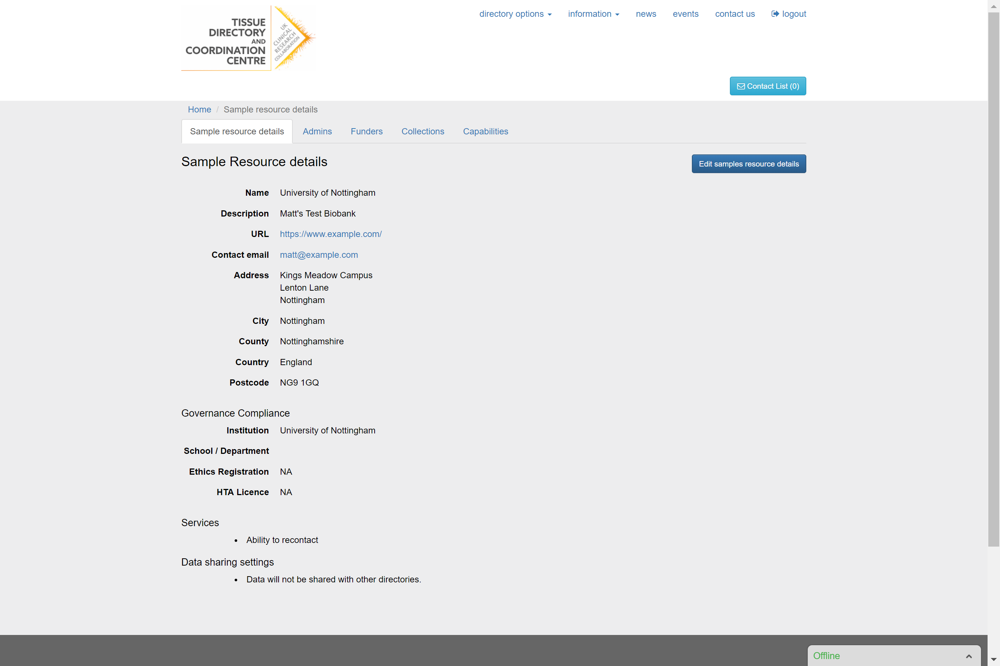 TISSUE
DIRECTORY
AND
COORDINATION
CENTRE
UK
CLINICAL
RESEARCH
COLLABORATION
directory options
information
news
events
contact us
logout
Contact List (0)
Home / Sample resource details
Sample resource details
Admins
Funders
Collections
Capabilities
Sample Resource details
Edit samples resource details
Name University of Nottingham
Description Matt's Test Biobank
URL https://www.example.com/
Contact email matt@example.com
Address Kings Meadow Campus
Lenton Lane
Nottingham
City Nottingham
County Nottinghamshire
Country England
Postcode NG9 1GQ
Governance Compliance
Institution University of Nottingham
School / Department
Ethics Registration NA
HTA Licence NA
Services
• Ability to recontact
Data sharing settings
• Data will not be shared with other directories.
Offline